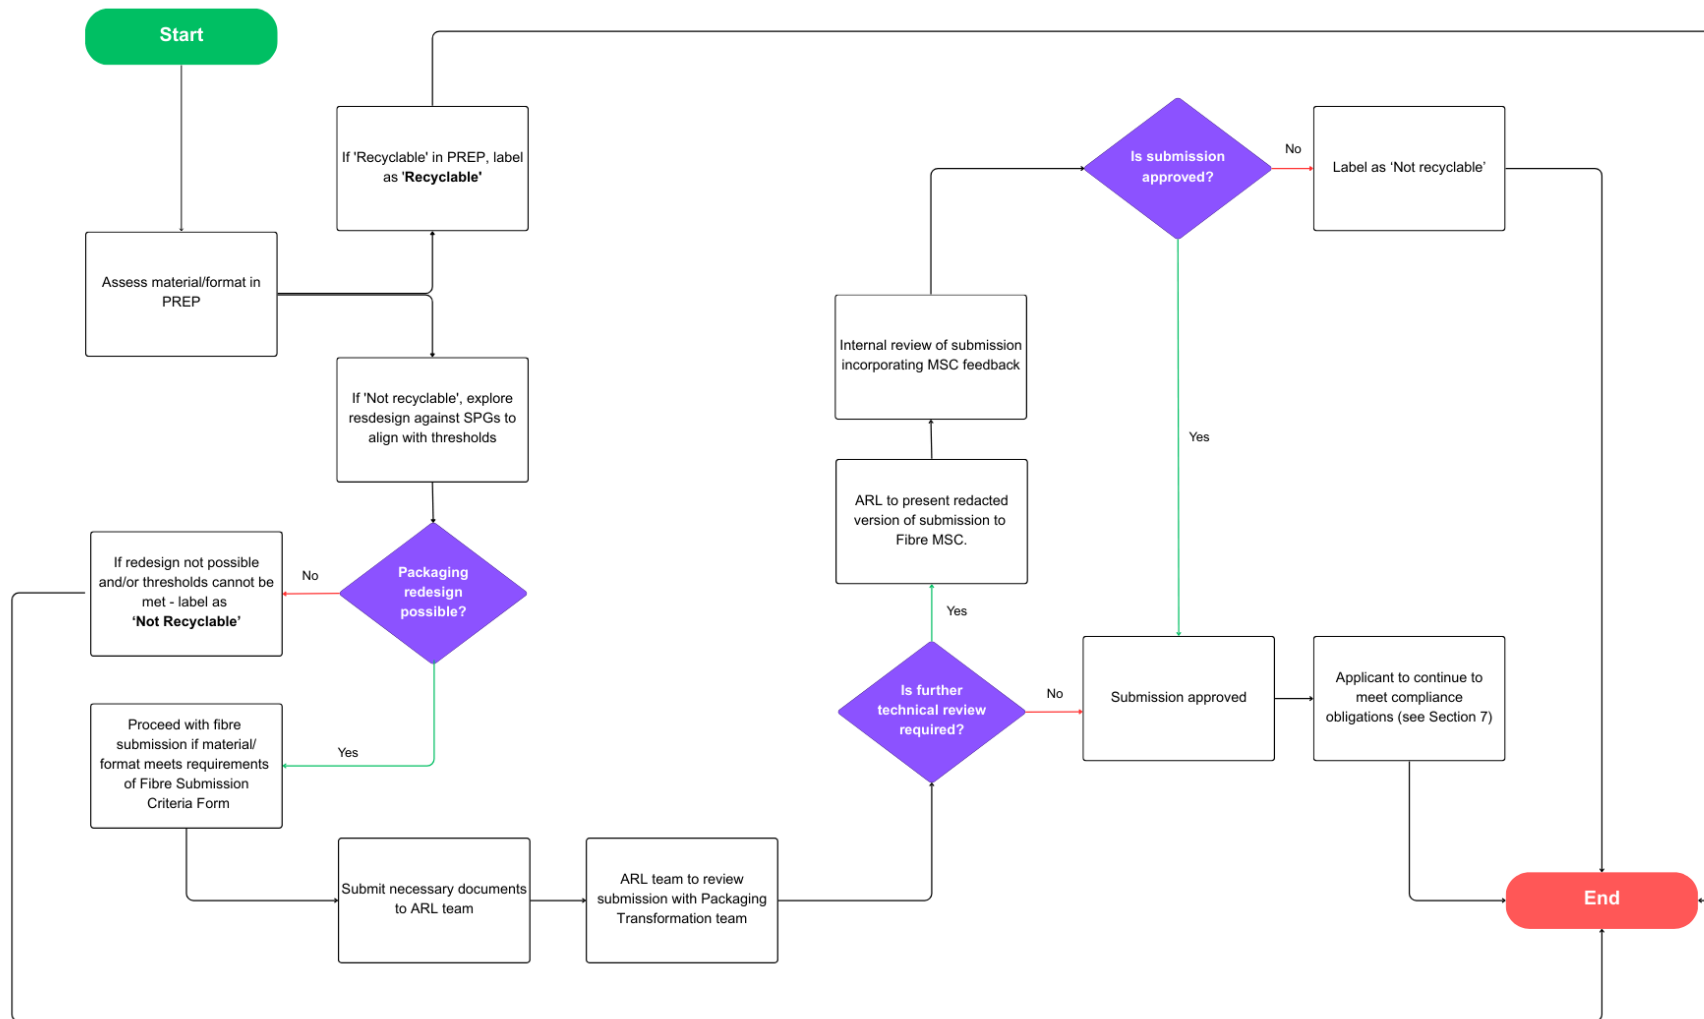 Start
If 'Recyclable' in PREP, label
as 'Recyclable'
Assess material/format in
PREP
If 'Not recyclable', explore
resdesign against SPGs to
align with thresholds
Packaging
redesign
possible?
No
If redesign not possible
and/or thresholds cannot be
met - label as
‘Not Recyclable’
Yes
Proceed with fibre
submission if material/
format meets requirements
of Fibre Submission
Criteria Form
Submit necessary documents
to ARL team
ARL team to review
submission with Packaging
Transformation team
Is further
technical review
required?
Yes
No
ARL to present redacted
version of submission to
Fibre MSC.
Internal review of submission
incorporating MSC feedback
Is submission
approved?
No
Label as ‘Not recyclable’
Yes
Submission approved
Applicant to continue to
meet compliance
obligations (see Section 7)
End